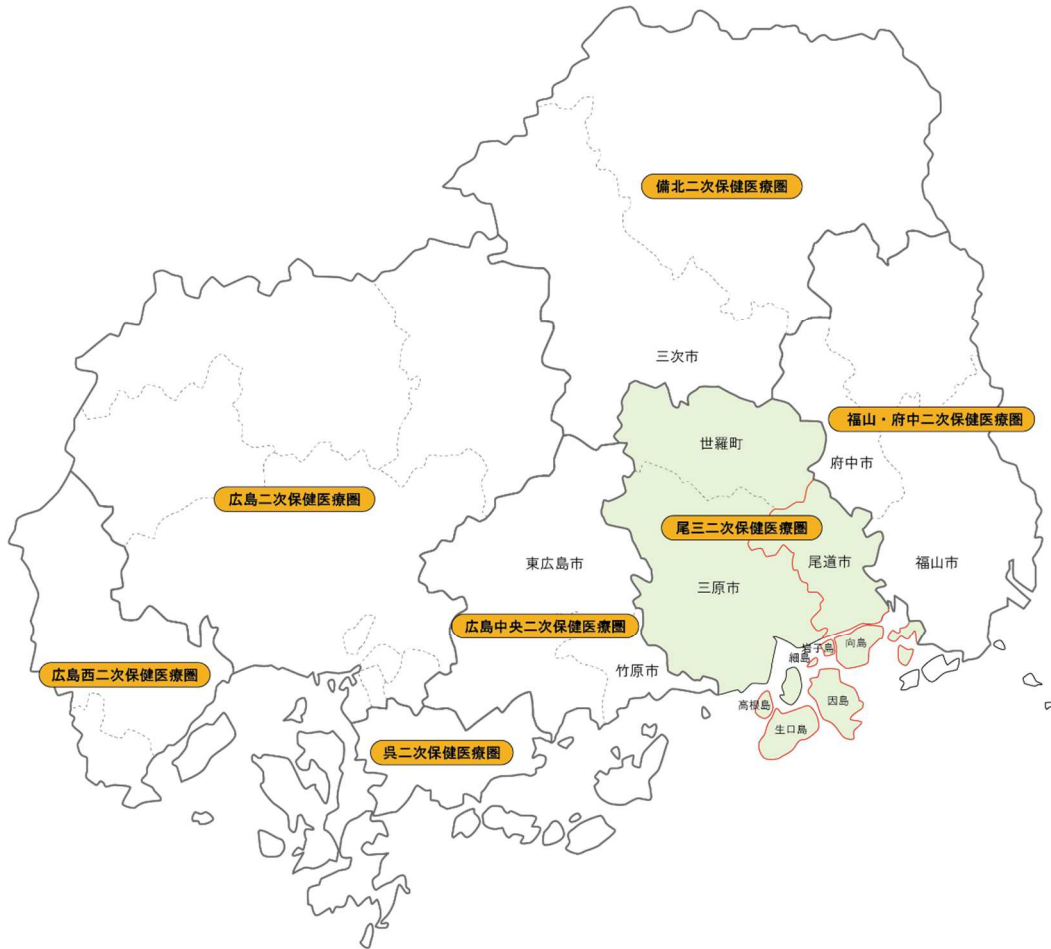 備北二次保健医療圏
三次市
福山・府中二次保健医療圏
世羅町
府中市
広島二次保健医療圏
尾三二次保健医療圏
東広島市
尾道市
福山市
三原市
広島中央二次保健医療圏
岩子島
向島
細島
広島西二次保健医療圏
竹原市
高根島
因島
生口島
呉二次保健医療圏